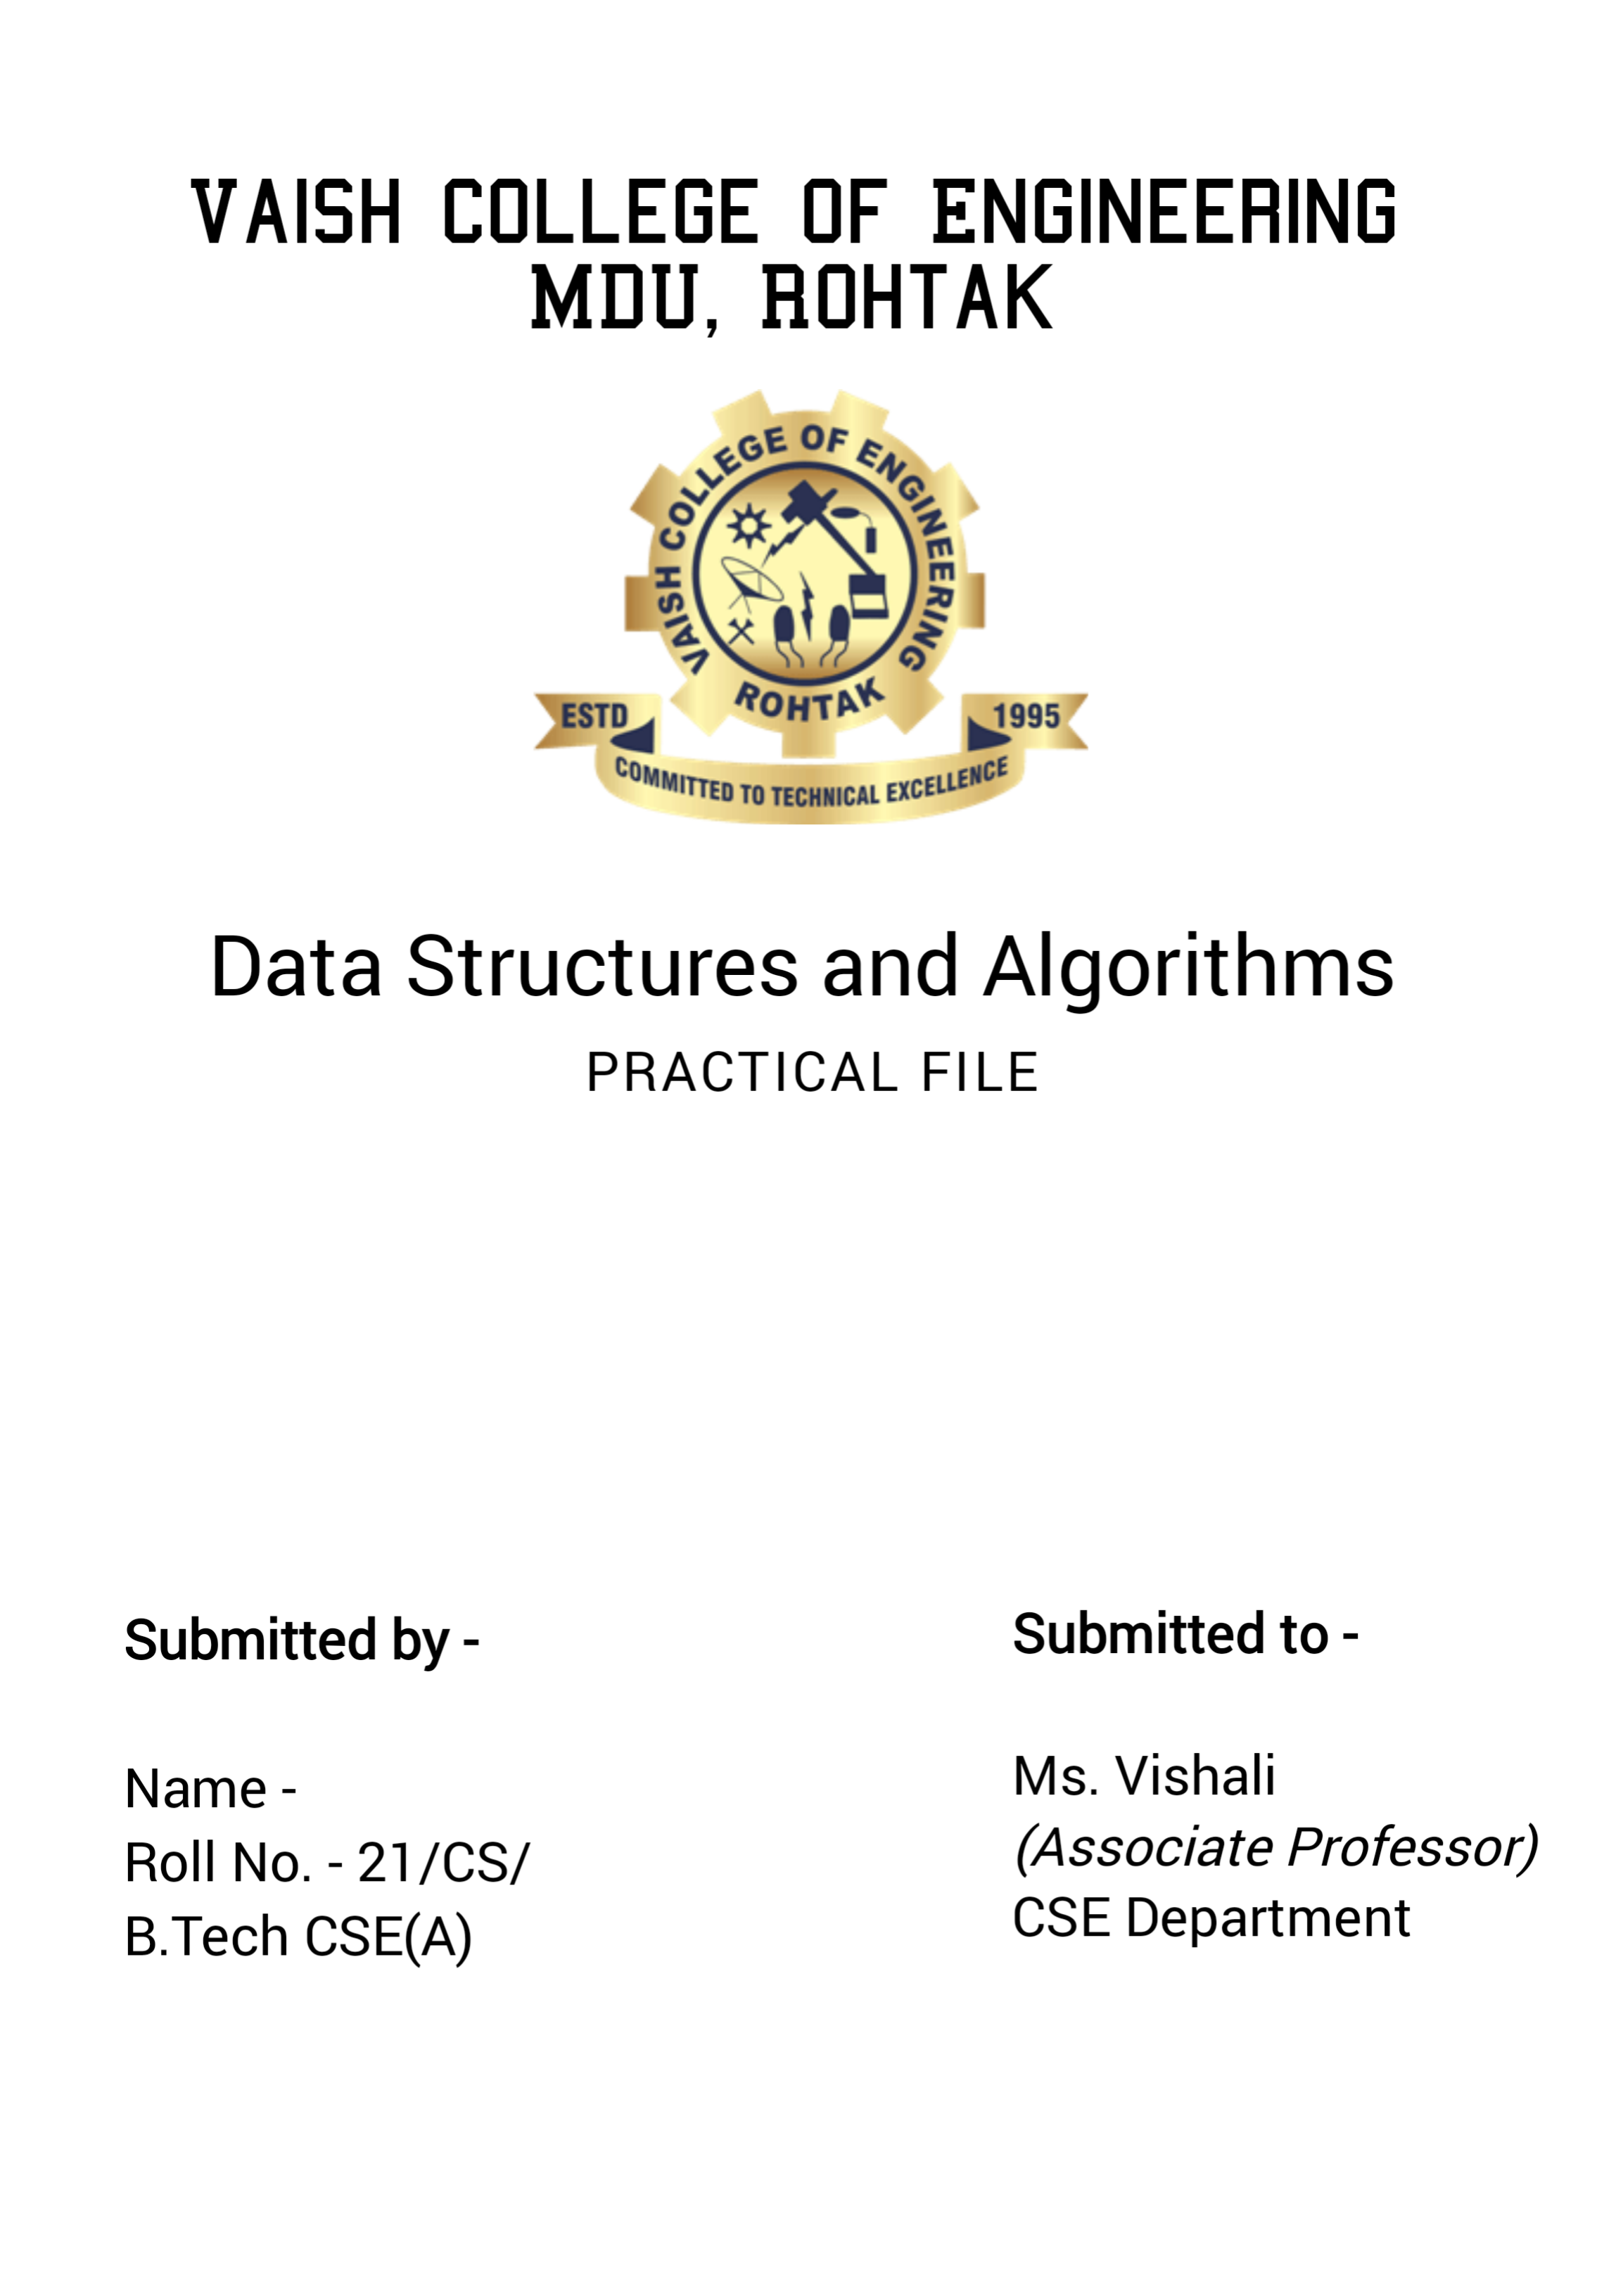 VAISH COLLEGE OF ENGINEERING
MDU, ROHTAK
VAISH COLLEGE OF ENGINEERING
ROHTAK
ESTD
1995
COMMITTED TO TECHNICAL EXCELLENCE
Data Structures and Algorithms
PRACTICAL FILE
Submitted by -
Name -
Roll No. - 21/CS/
B.Tech CSE(A)
Submitted to -
Ms. Vishali
(Associate Professor)
CSE Department